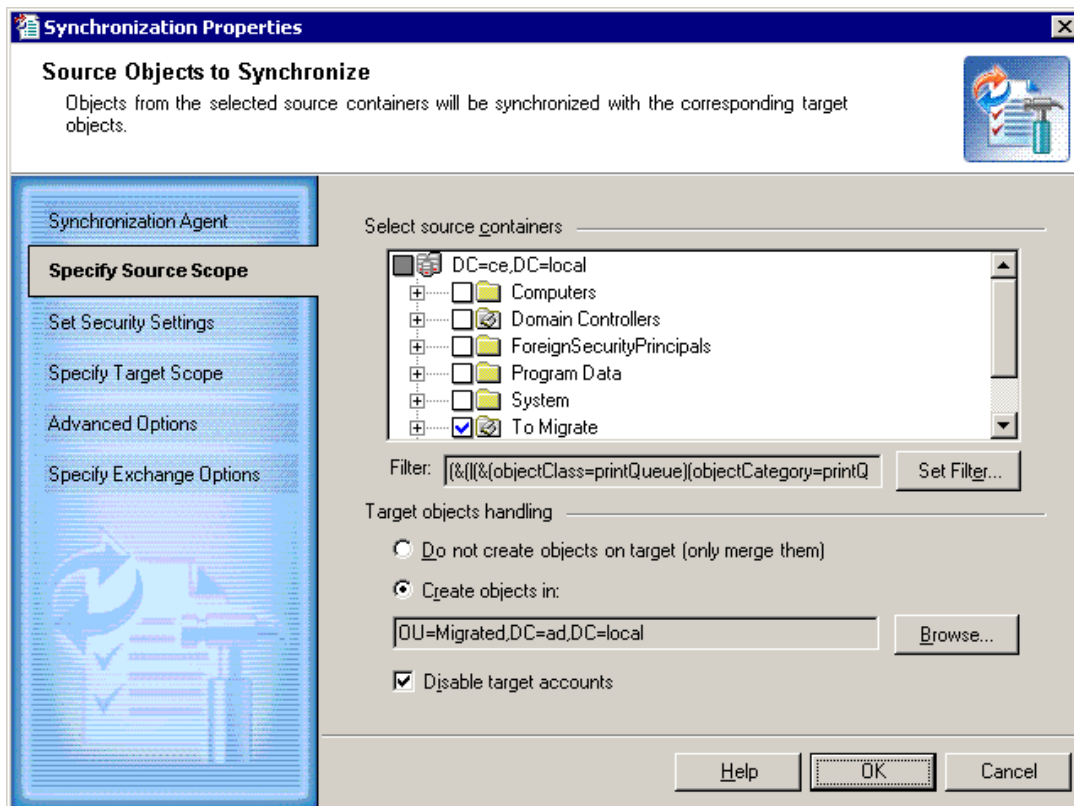 Synchronization Properties
Source Objects to Synchronize
Objects from the selected source containers will be synchronized with the corresponding target
objects.
Synchronization Agent
Specify Source Scope
Set Security Settings
Specify Target Scope
Advanced Options
Specify Exchange Options
Select source containers
DC=ce,DC=local
Computers
Domain Controllers
ForeignSecurityPrincipals
Program Data
System
To Migrate
Filter: (&(|(&(objectClass=printQueue)(objectCategory=printQ Set Filter...
Target objects handling
Do not create objects on target (only merge them)
Create objects in:
OU=Migrated,DC=ad,DC=local Browse...
Disable target accounts
Help OK Cancel